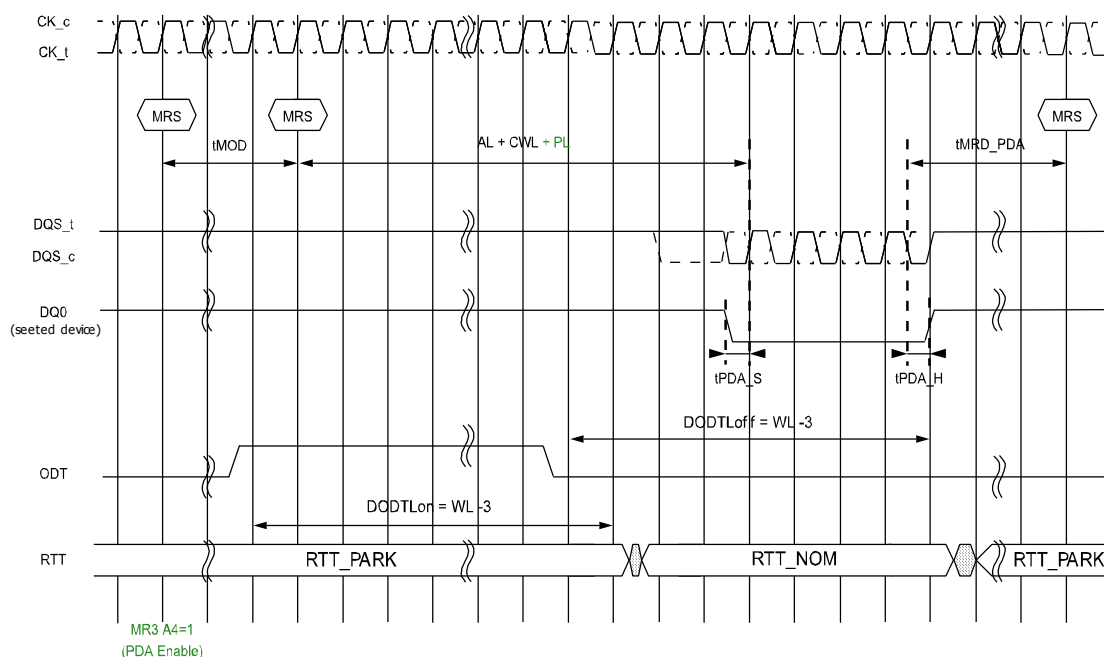 CK_c
CK_t
MRS MRS MRS
tMOD AL + CWL + PL tMRD_PDA
DQS_t
DQS_c
DQ0
(seeted device)
tPDA_S tPDA_H
DODTLoff = WL -3
ODT
DODTLon = WL -3
RTT RTT_PARK RTT_NOM RTT_PARK
MR3 A4=1
(PDA Enable)